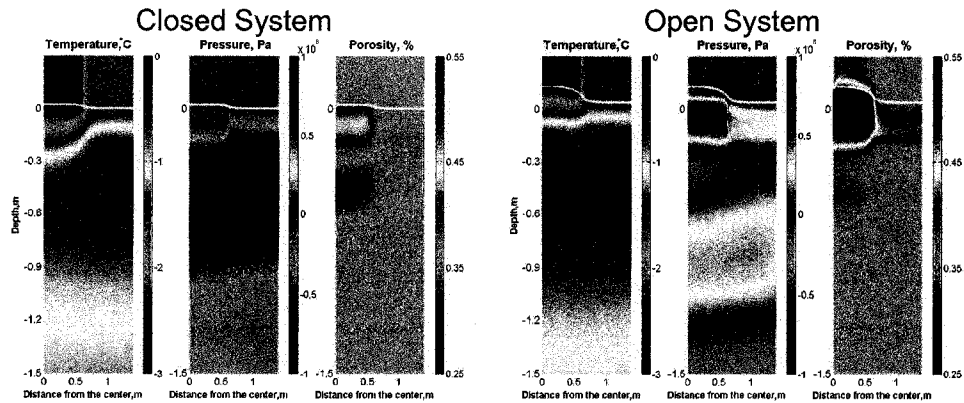 Closed System
Open System
Temperature,°C
Pressure, Pa
x 10⁶
Porosity, %
Temperature,°C
Pressure, Pa
x 10⁶
Porosity, %
0
-0.3
-0.6
-0.9
-1.2
-1.5
Depth,m
0
-1
-2
-3
1
0.5
0
-0.5
-1
0.55
0.45
0.35
0.25
0
-0.3
-0.6
-0.9
-1.2
-1.5
Depth,m
0
-1
-2
-3
1
0.5
0
-0.5
-1
0.55
0.45
0.35
0.25
0 0.5 1
0 0.5 1
0 0.5 1
0 0.5 1
0 0.5 1
0 0.5 1
Distance from the center,m
Distance from the center,m
Distance from the center,m
Distance from the center,m
Distance from the center,m
Distance from the center,m